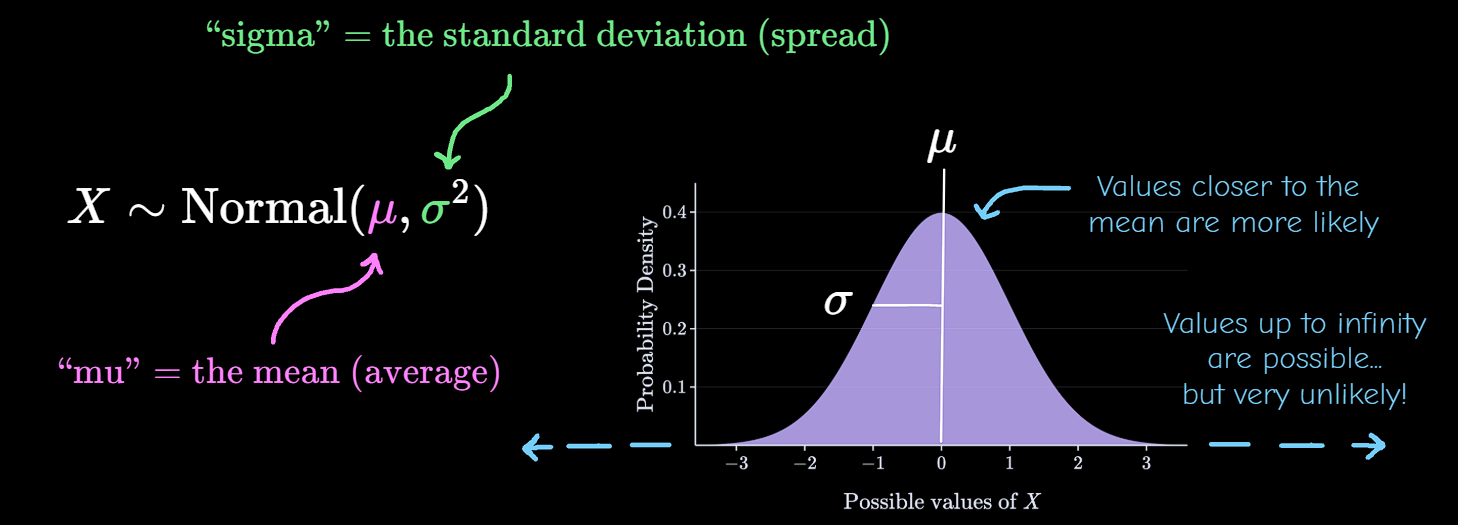 “sigma” = the standard deviation (spread)
X ∼ Normal(μ, σ²)
“mu” = the mean (average)
μ
σ
Values closer to the
mean are more likely
Values up to infinity
are possible...
but very unlikely!
Probability Density
0.4
0.3
0.2
0.1
−3 −2 −1 0 1 2 3
Possible values of X